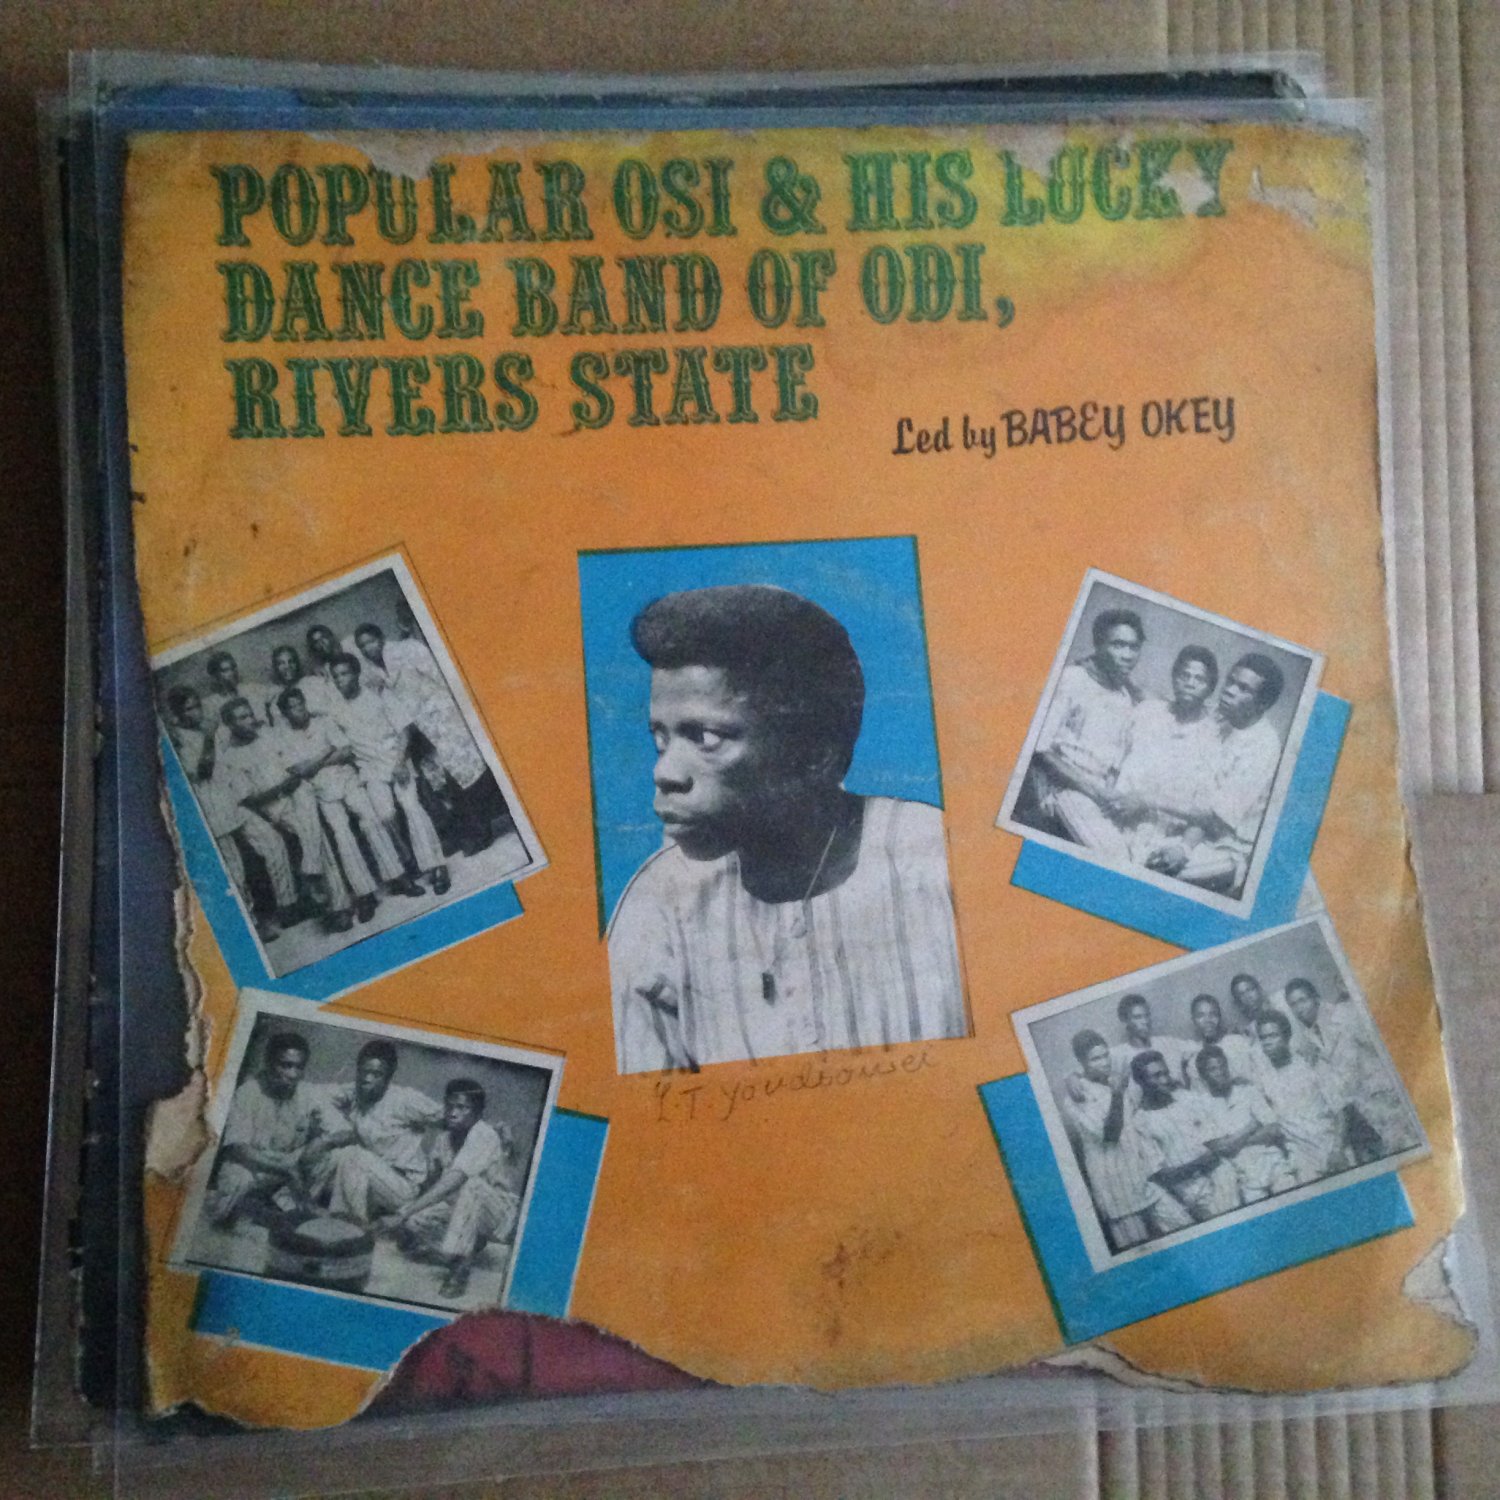 POPULAR OSI & HIS LUCKY
DANCE BAND OF ODI,
RIVERS STATE
Led by BABEY OKEY